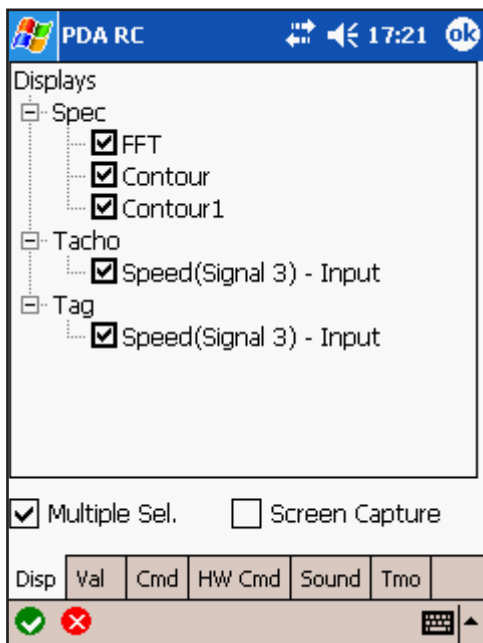 PDA RC 17:21 ok
Displays
Spec
FFT
Contour
Contour1
Tacho
Speed(Signal 3) - Input
Tag
Speed(Signal 3) - Input
Multiple Sel. Screen Capture
Disp Val Cmd HW Cmd Sound Tmo